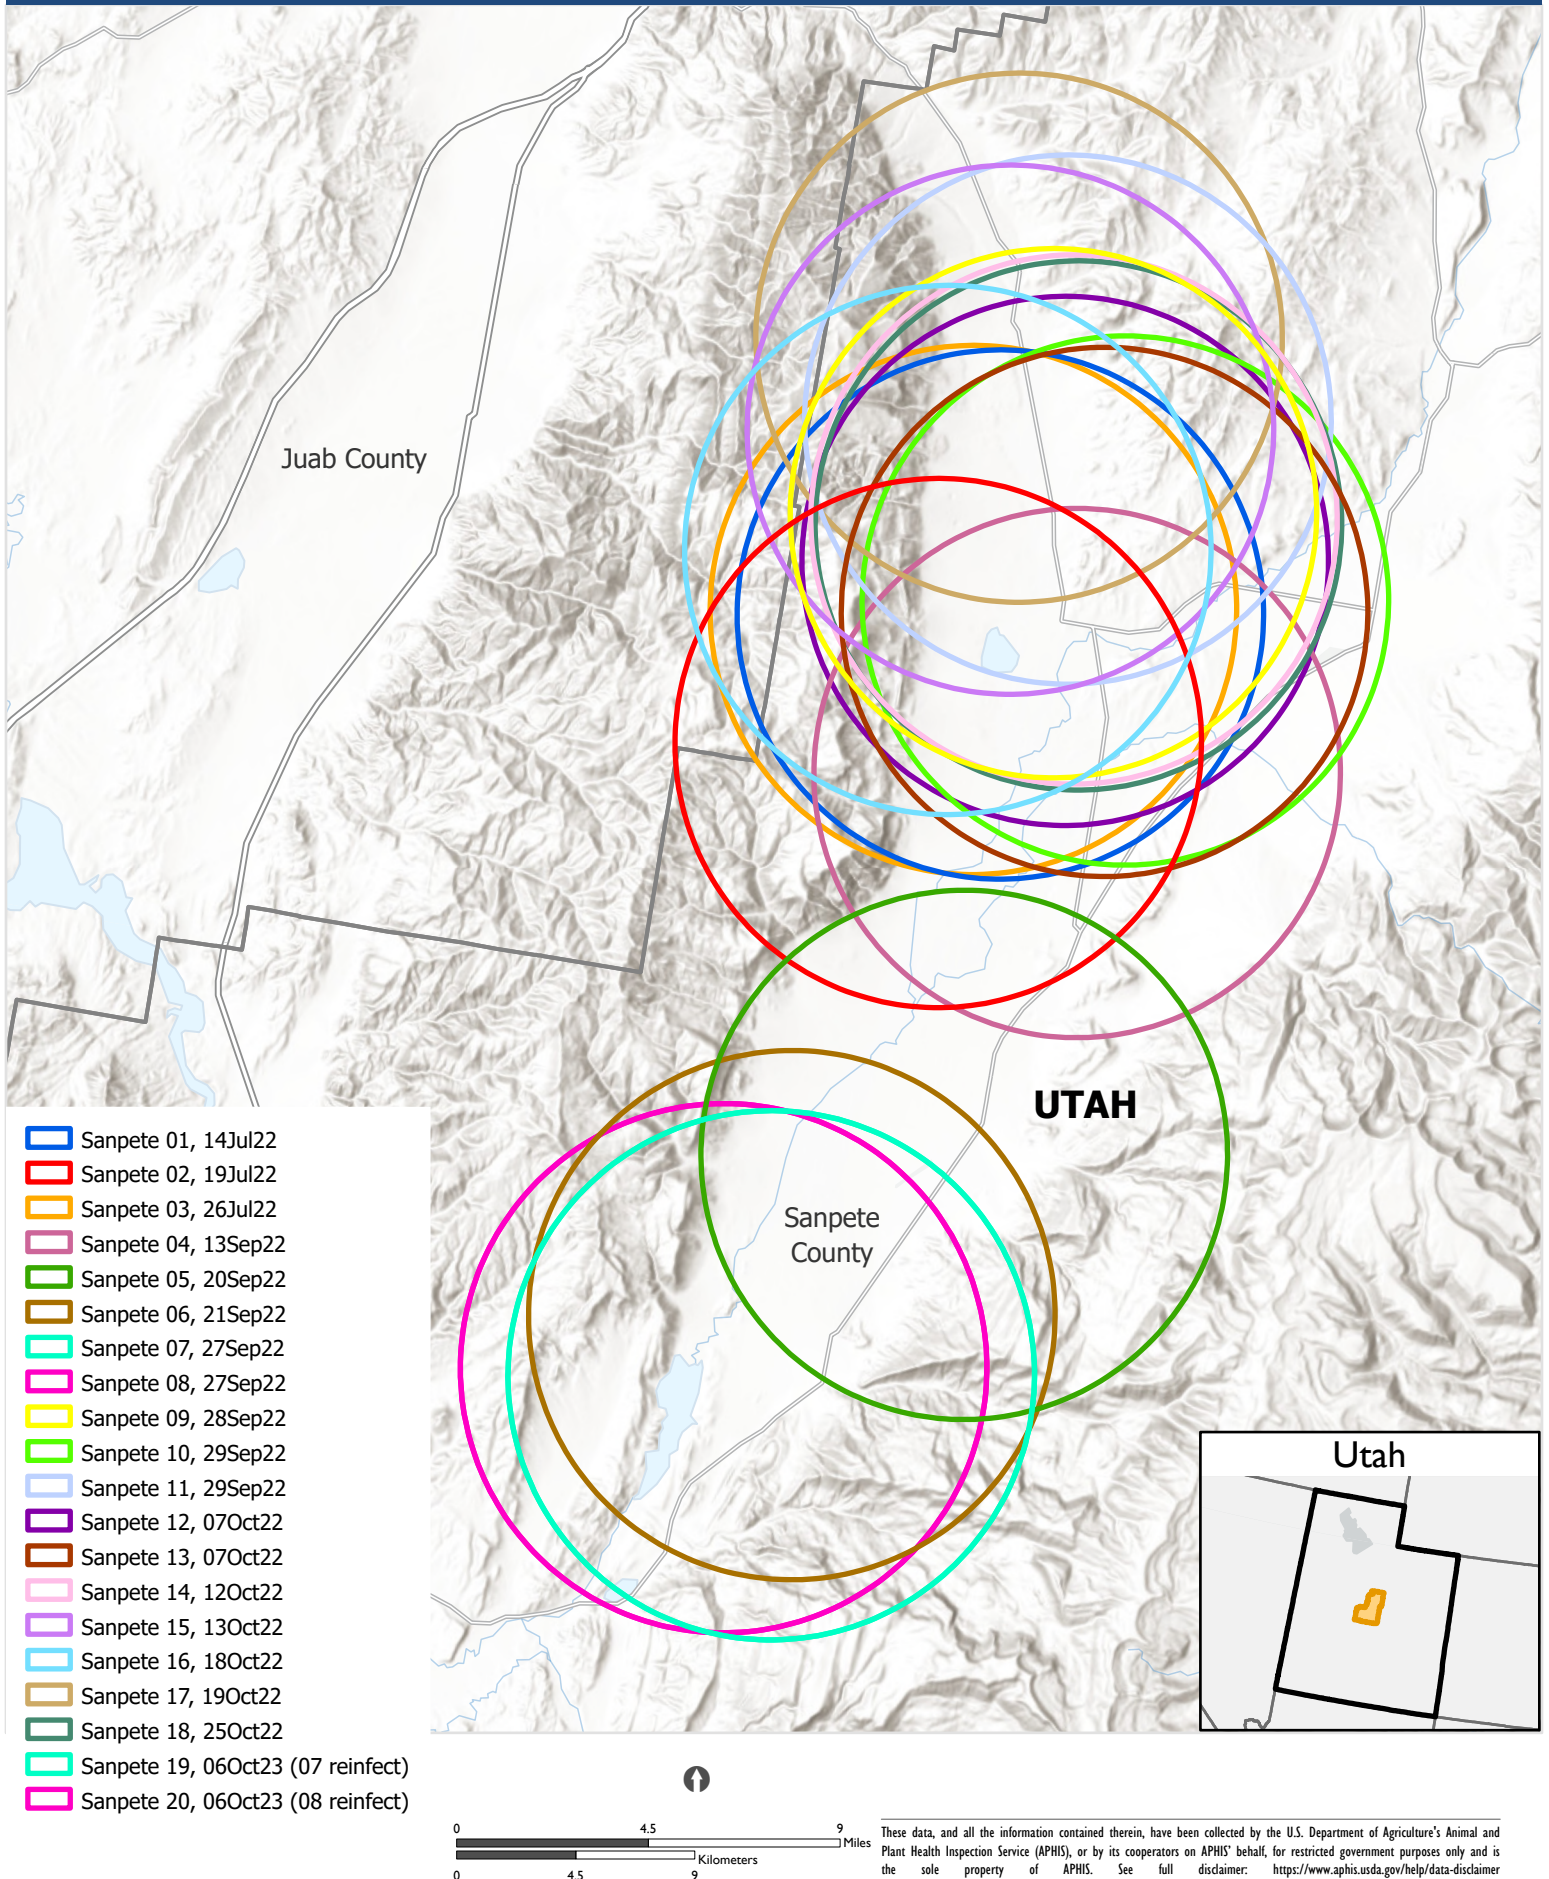 Juab County
UTAH
Sanpete
County
Sanpete 01, 14Jul22
Sanpete 02, 19Jul22
Sanpete 03, 26Jul22
Sanpete 04, 13Sep22
Sanpete 05, 20Sep22
Sanpete 06, 21Sep22
Sanpete 07, 27Sep22
Sanpete 08, 27Sep22
Sanpete 09, 28Sep22
Sanpete 10, 29Sep22
Sanpete 11, 29Sep22
Sanpete 12, 07Oct22
Sanpete 13, 07Oct22
Sanpete 14, 12Oct22
Sanpete 15, 13Oct22
Sanpete 16, 18Oct22
Sanpete 17, 19Oct22
Sanpete 18, 25Oct22
Sanpete 19, 06Oct23 (07 reinfect)
Sanpete 20, 06Oct23 (08 reinfect)
Utah
0 4.5 9
Miles
Kilometers
0 4.5 9
These data, and all the information contained therein, have been collected by the U.S. Department of Agriculture's Animal and
Plant Health Inspection Service (APHIS), or by its cooperators on APHIS' behalf, for restricted government purposes only and is
the sole property of APHIS. See full disclaimer: https://www.aphis.usda.gov/help/data-disclaimer